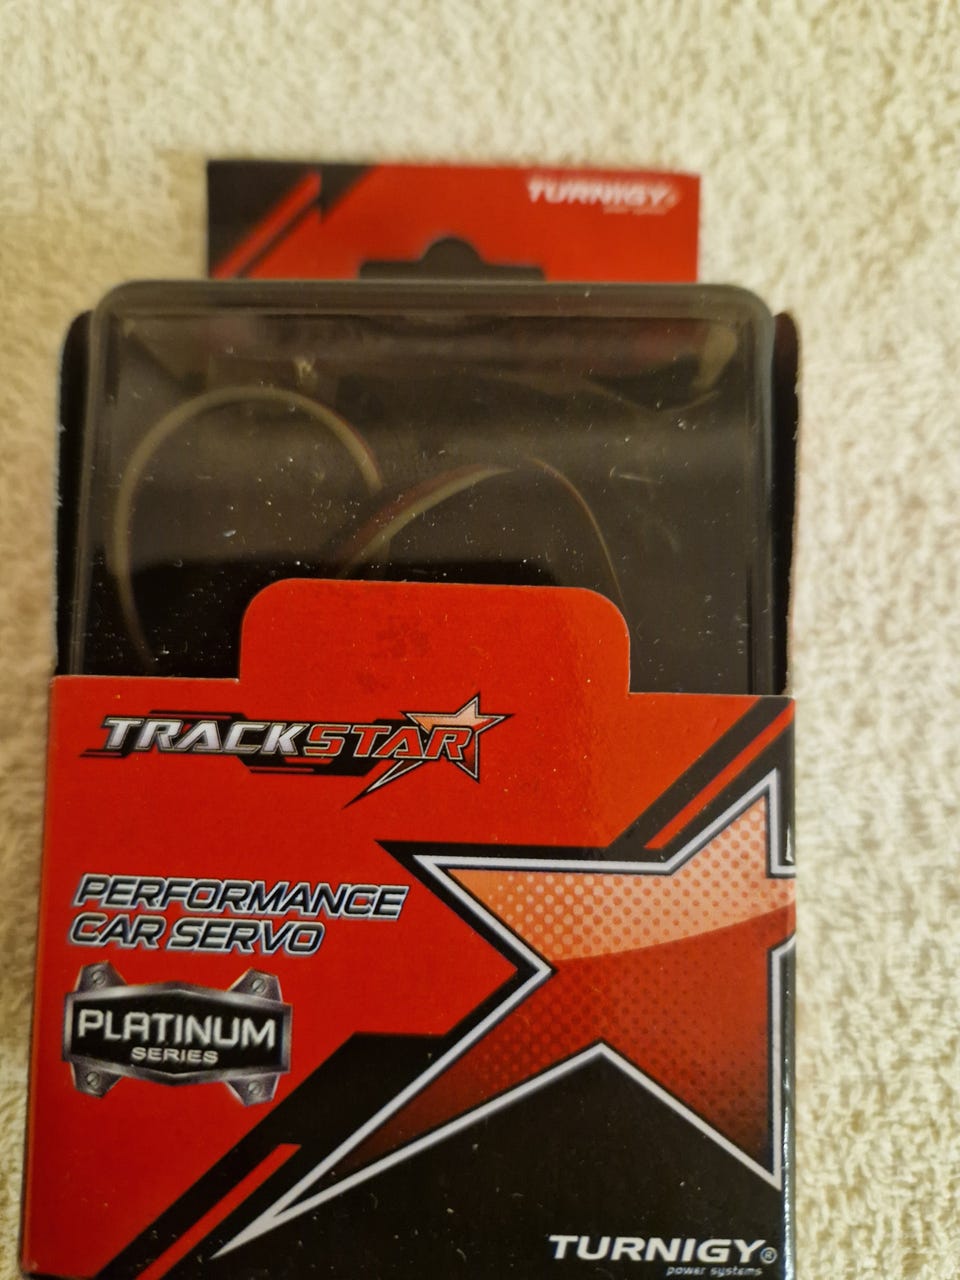 TURNIGY
TRACKSTAR
PERFORMANCE
CAR SERVO
PLATINUM
SERIES
TURNIGY®
power systems